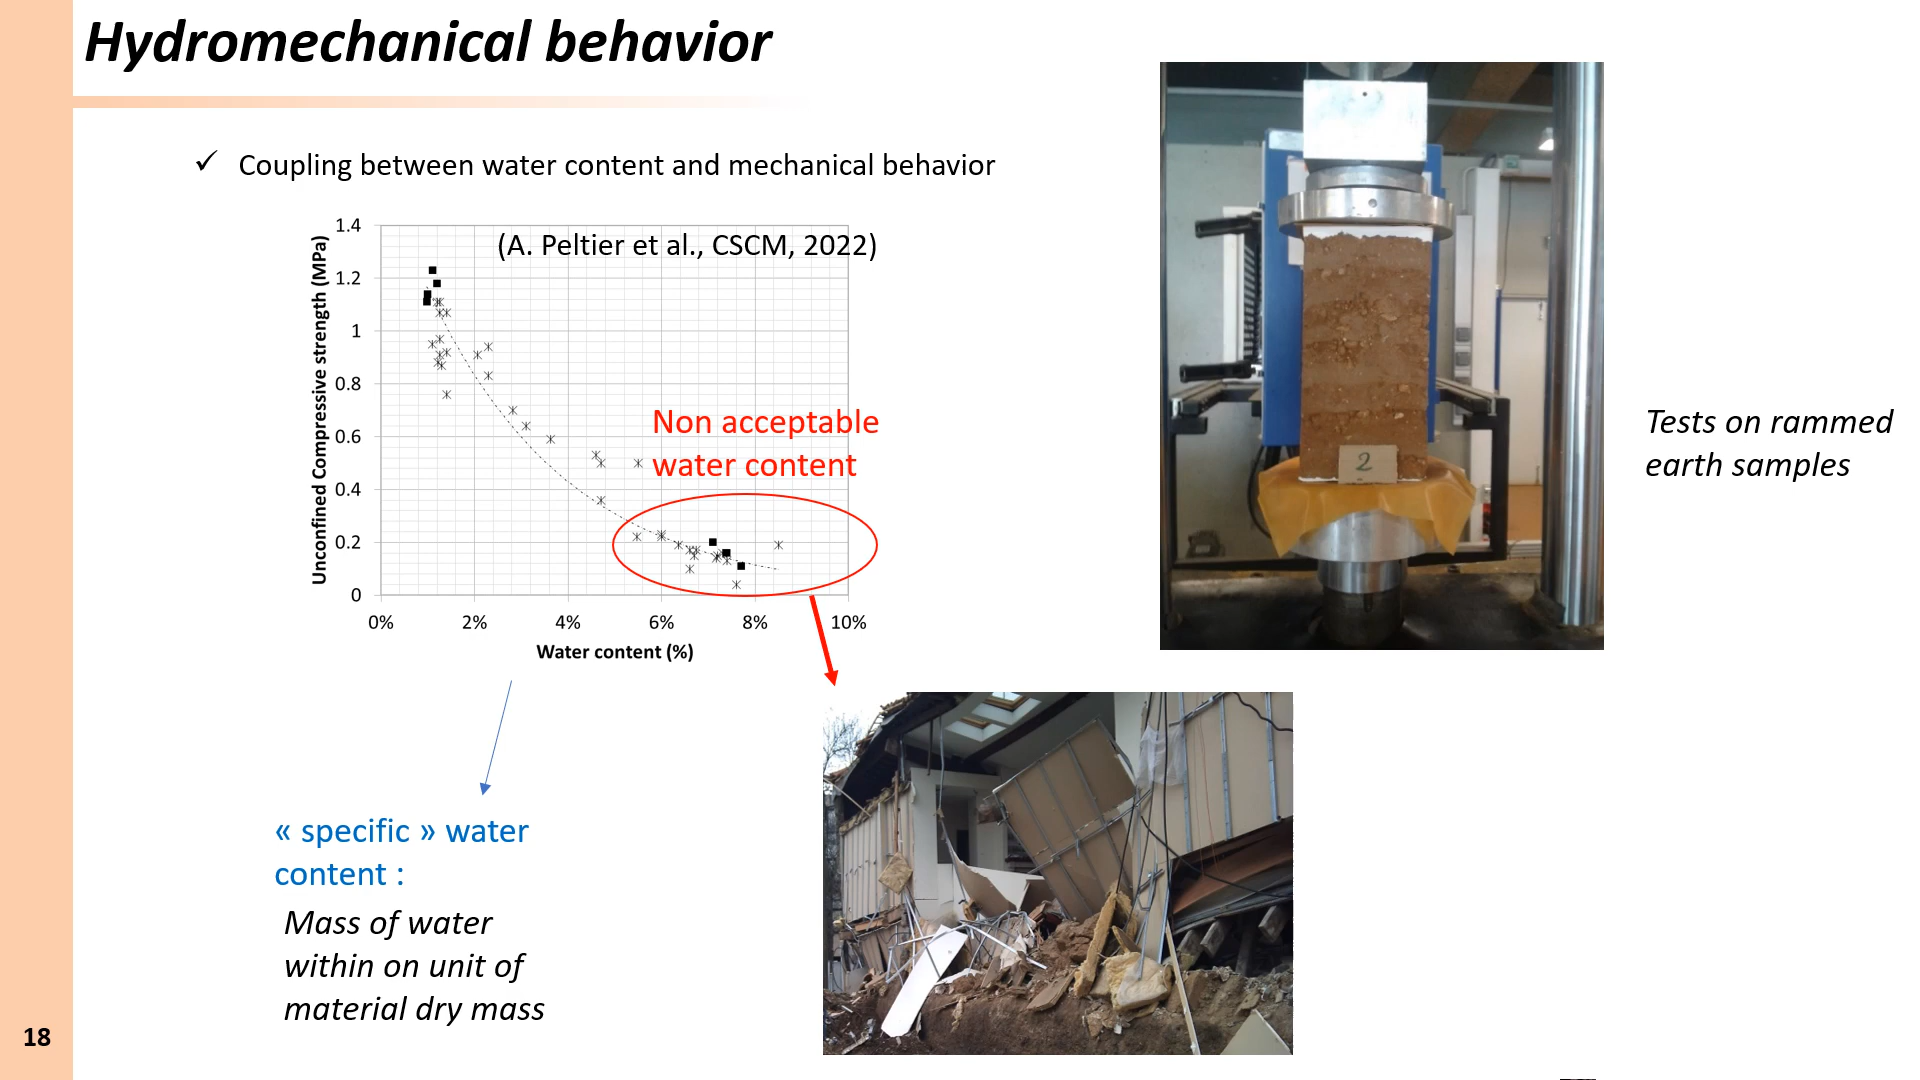 Hydromechanical behavior
✓ Coupling between water content and mechanical behavior
(A. Peltier et al., CSCM, 2022)
Unconfined Compressive strength (MPa)
1.4
1.2
1
0.8
0.6
0.4
0.2
0
0%
2%
4%
6%
8%
10%
Water content (%)
Non acceptable
water content
2
Tests on rammed
earth samples
« specific » water
content :
Mass of water
within on unit of
material dry mass
18